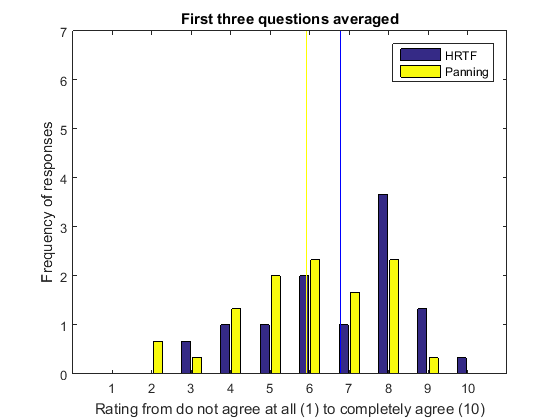 First three questions averaged
7
6
5
4
3
2
1
0
Frequency of responses
HRTF
Panning
1 2 3 4 5 6 7 8 9 10
Rating from do not agree at all (1) to completely agree (10)